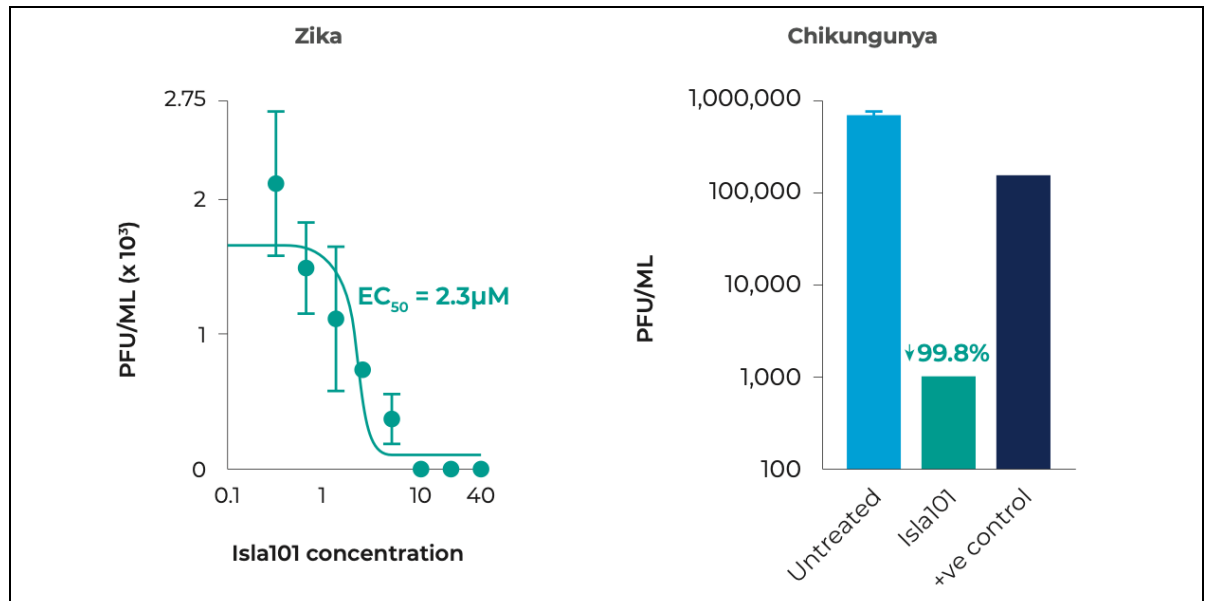 Zika
2.75
2
1
0
PFU/ML (x 10³)
EC₅₀ = 2.3µM
0.1 1 10 40
Isla101 concentration
Chikungunya
1,000,000
100,000
10,000
1,000
100
PFU/ML
↓99.8%
Untreated
Isla101
+ve control